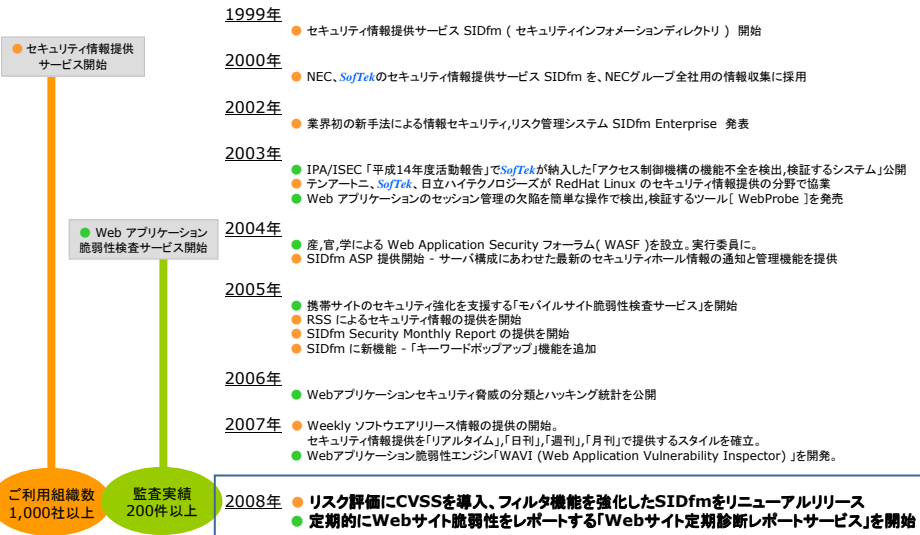 1999年
● セキュリティ情報提供サービス SIDfm ( セキュリティインフォメーションディレクトリ ) 開始
● セキュリティ情報提供
サービス開始
2000年
● NEC、SofTekのセキュリティ情報提供サービス SIDfm を、NECグループ全社用の情報収集に採用
2002年
● 業界初の新手法による情報セキュリティ,リスク管理システム SIDfm Enterprise 発表
2003年
● IPA/ISEC 「平成14年度活動報告」でSofTekが納入した「アクセス制御機構の機能不全を検出,検証するシステム」公開
● テンアートニ、SofTek、日立ハイテクノロジーズが RedHat Linux のセキュリティ情報提供の分野で協業
● Web アプリケーションのセッション管理の欠陥を簡単な操作で検出,検証するツール[ WebProbe ]を発売
● Web アプリケーション
脆弱性検査サービス開始
2004年
● 産,官,学による Web Application Security フォーラム( WASF )を設立。実行委員に。
● SIDfm ASP 提供開始 - サーバ構成にあわせた最新のセキュリティホール情報の通知と管理機能を提供
2005年
● 携帯サイトのセキュリティ強化を支援する「モバイルサイト脆弱性検査サービス」を開始
● RSS によるセキュリティ情報の提供を開始
● SIDfm Security Monthly Report の提供を開始
● SIDfm に新機能 - 「キーワードポップアップ」機能を追加
2006年
● Webアプリケーションセキュリティ脅威の分類とハッキング統計を公開
2007年
● Weekly ソフトウエアリリース情報の提供の開始。
セキュリティ情報提供を「リアルタイム」,「日刊」,「週刊」,「月刊」で提供するスタイルを確立。
● Webアプリケーション脆弱性エンジン「WAVI (Web Application Vulnerability Inspector) 」を開発。
ご利用組織数
1,000社以上
監査実績
200件以上
2008年
● リスク評価にCVSSを導入、フィルタ機能を強化したSIDfmをリニューアルリリース
● 定期的にWebサイト脆弱性をレポートする「Webサイト定期診断レポートサービス」を開始